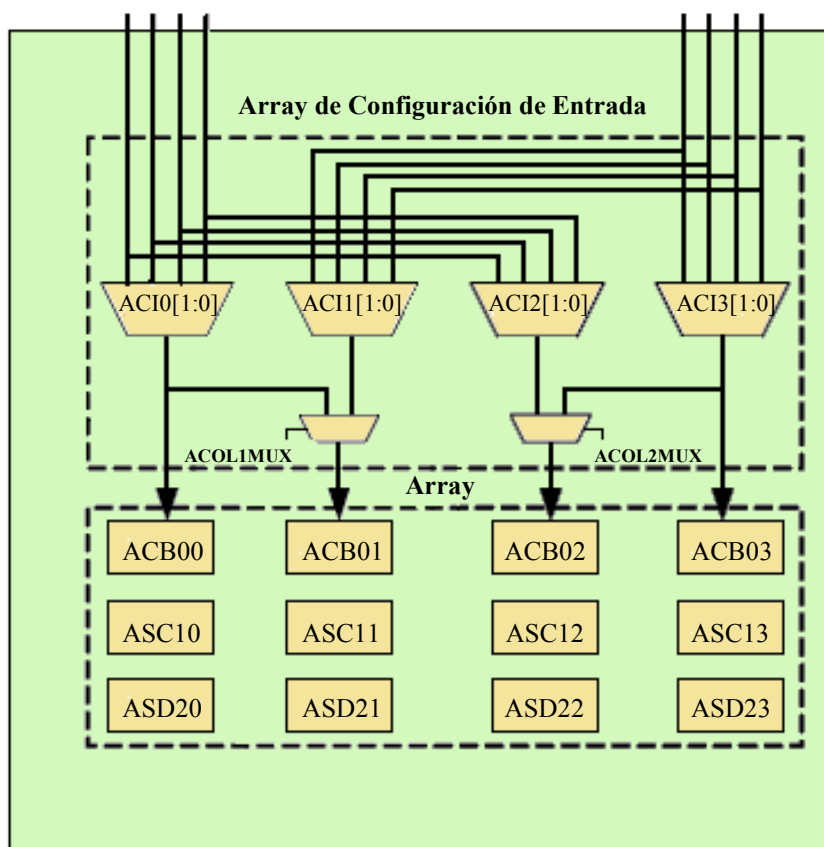 Array de Configuración de Entrada
ACI0[1:0] ACI1[1:0] ACI2[1:0] ACI3[1:0]
ACOL1MUX ACOL2MUX
Array
ACB00 ACB01 ACB02 ACB03
ASC10 ASC11 ASC12 ASC13
ASD20 ASD21 ASD22 ASD23